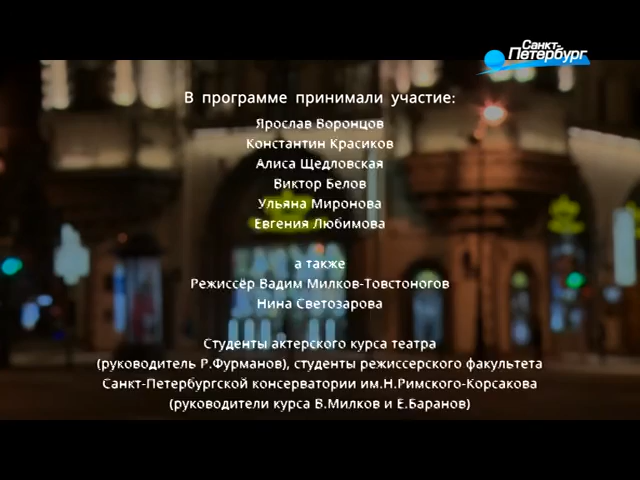 Санкт-
Петербург
В программе принимали участие:
Ярослав Воронцов
Константин Красиков
Алиса Щедловская
Виктор Белов
Ульяна Миронова
Евгения Любимова
а также
Режиссёр Вадим Милков-Товстоногов
Нина Светозарова
Студенты актерского курса театра
(руководитель Р.Фурманов), студенты режиссерского факультета
Санкт-Петербургской консерватории им.Н.Римского-Корсакова
(руководители курса В.Милков и Е.Баранов)